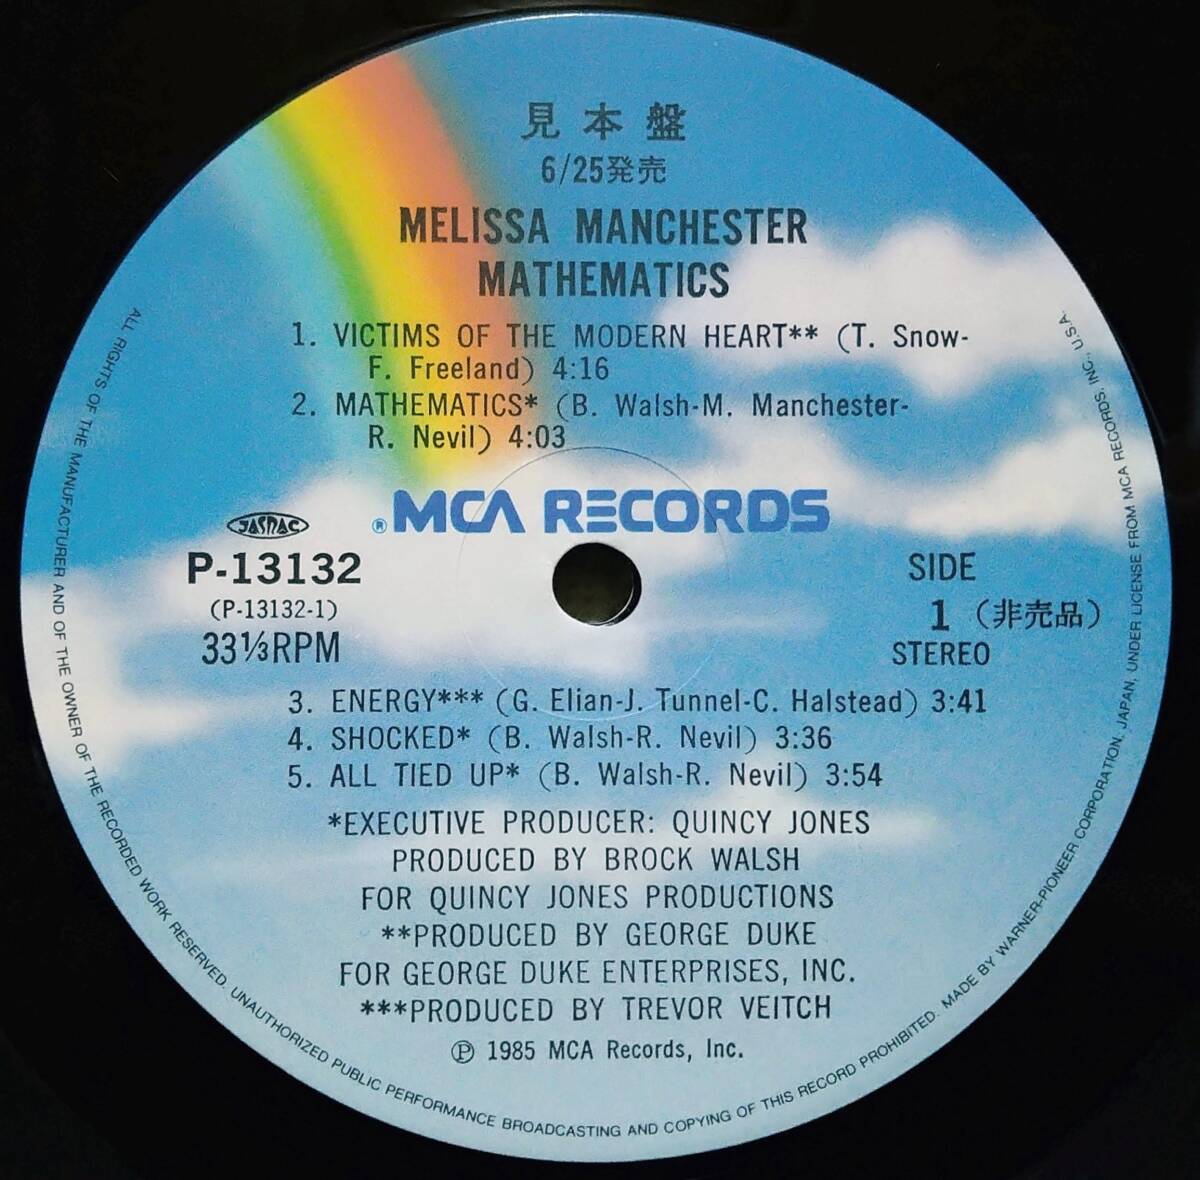 見本盤
6/25発売
MELISSA MANCHESTER
MATHEMATICS
1. VICTIMS OF THE MODERN HEART** (T. Snow-
F. Freeland) 4:16
2. MATHEMATICS* (B. Walsh-M. Manchester-
R. Nevil) 4:03
® MCA RECORDS
JASRAC
P-13132
(P-13132-1)
33⅓RPM
SIDE
1 (非売品)
STEREO
3. ENERGY*** (G. Elian-J. Tunnel-C. Halstead) 3:41
4. SHOCKED* (B. Walsh-R. Nevil) 3:36
5. ALL TIED UP* (B. Walsh-R. Nevil) 3:54
*EXECUTIVE PRODUCER: QUINCY JONES
PRODUCED BY BROCK WALSH
FOR QUINCY JONES PRODUCTIONS
**PRODUCED BY GEORGE DUKE
FOR GEORGE DUKE ENTERPRISES, INC.
***PRODUCED BY TREVOR VEITCH
Ⓟ 1985 MCA Records, Inc.
ALL RIGHTS OF THE MANUFACTURER AND OF THE OWNER OF THE RECORDED WORK RESERVED. UNAUTHORIZED PUBLIC PERFORMANCE BROADCASTING AND COPYING OF THIS RECORD PROHIBITED. MADE BY WARNER-PIONEER CORPORATION, JAPAN, UNDER LICENSE FROM MCA RECORDS, INC., U.S.A.